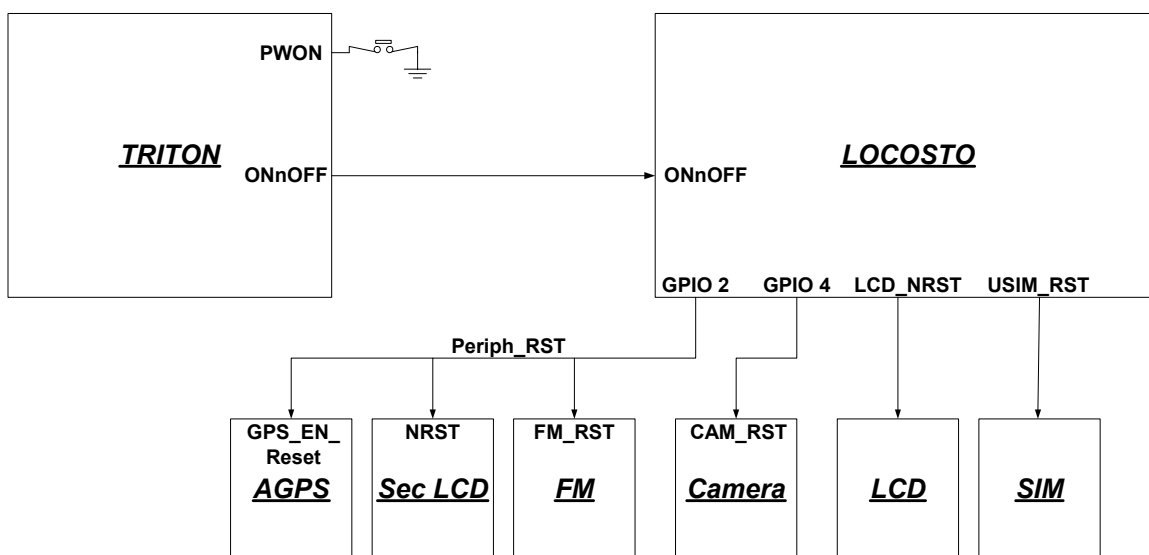 PWON
TRITON
LOCOSTO
ONnOFF
ONnOFF
GPIO 2
GPIO 4
LCD_NRST
USIM_RST
Periph_RST
GPS_EN_
Reset
AGPS
NRST
Sec LCD
FM_RST
FM
CAM_RST
Camera
LCD
SIM